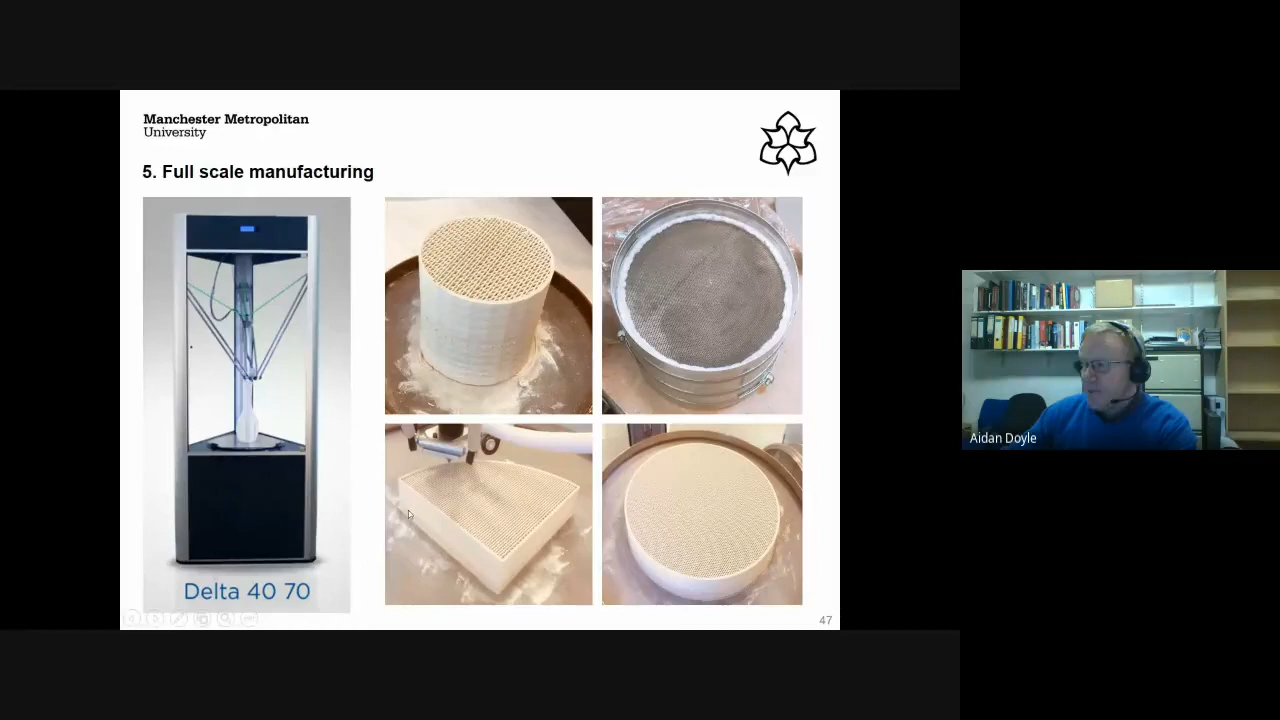 Manchester Metropolitan
University
5. Full scale manufacturing
Delta 40 70
47
Aidan Doyle